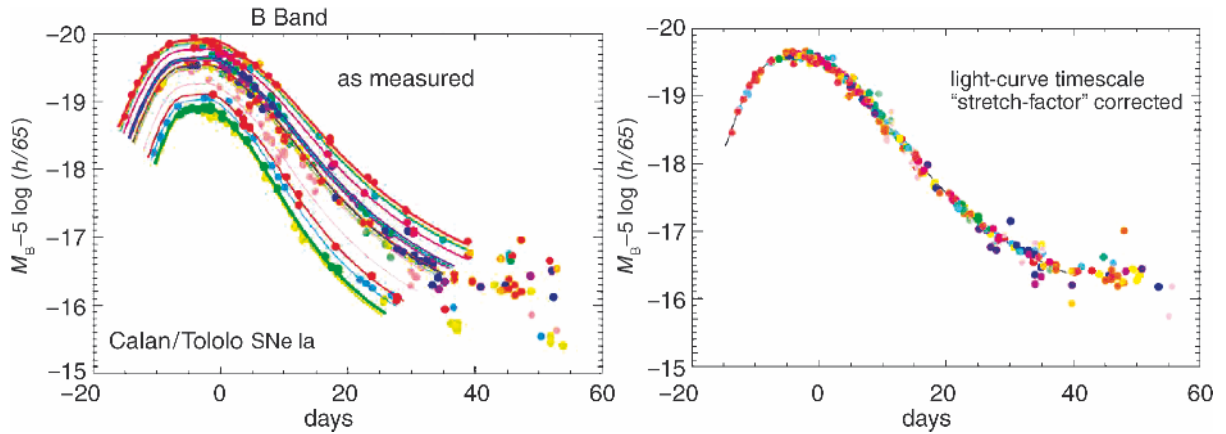 B Band
as measured
Calan/Tololo SNe Ia
M_B–5 log (h/65)
–20
–19
–18
–17
–16
–15
–20
0
20
40
60
days
light-curve timescale
“stretch-factor” corrected
M_B–5 log (h/65)
–20
–19
–18
–17
–16
–15
–20
0
20
40
60
days